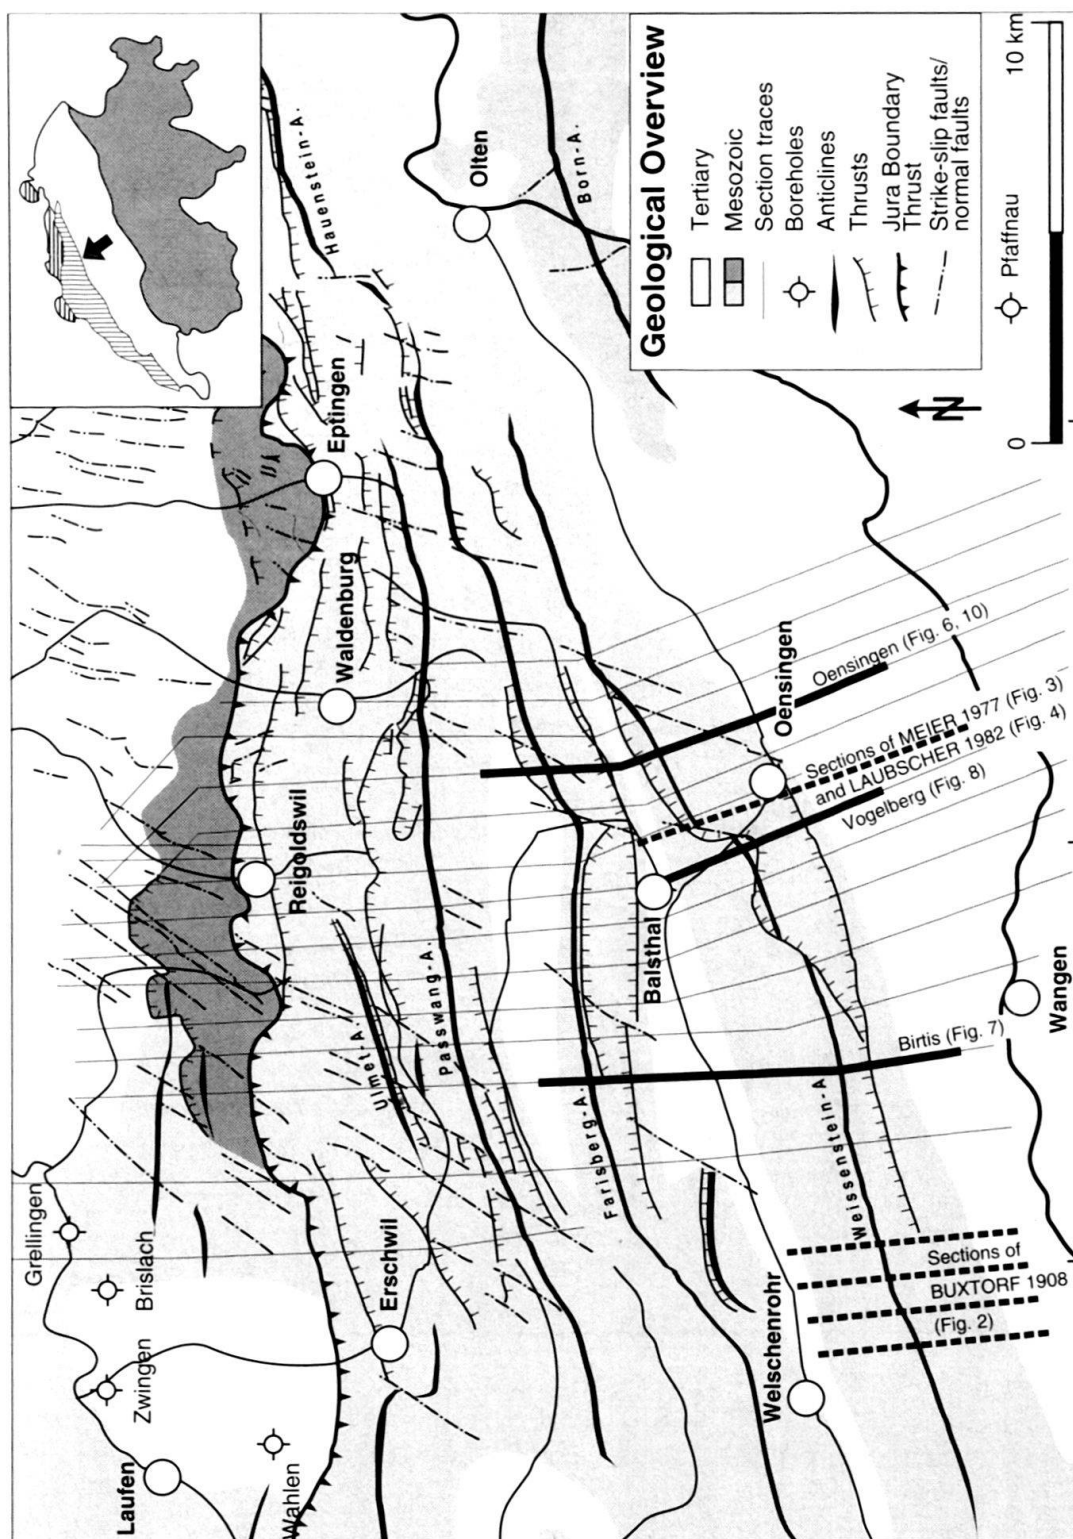 Grellingen
Brislach
Zwingen
Laufen
Wahlen
Erschwil
Reigoldswil
Waldenburg
Eptingen
Hauenstein-A.
Olten
Born-A.
Ulmet-A.
Passwang-A.
Farisberg-A.
Weissenstein-A.
Welschenrohr
Balsthal
Oensingen
Wangen
Oensingen (Fig. 6, 10)
Sections of MEIER 1977 (Fig. 3)
and LAUBSCHER 1982 (Fig. 4)
Vogelberg (Fig. 8)
Birtis (Fig. 7)
Sections of
BUXTORF 1908
(Fig. 2)
Geological Overview
Tertiary
Mesozoic
Section traces
Boreholes
Anticlines
Thrusts
Jura Boundary
Thrust
Strike-slip faults/
normal faults
Pfaffnau
N
0
10 km